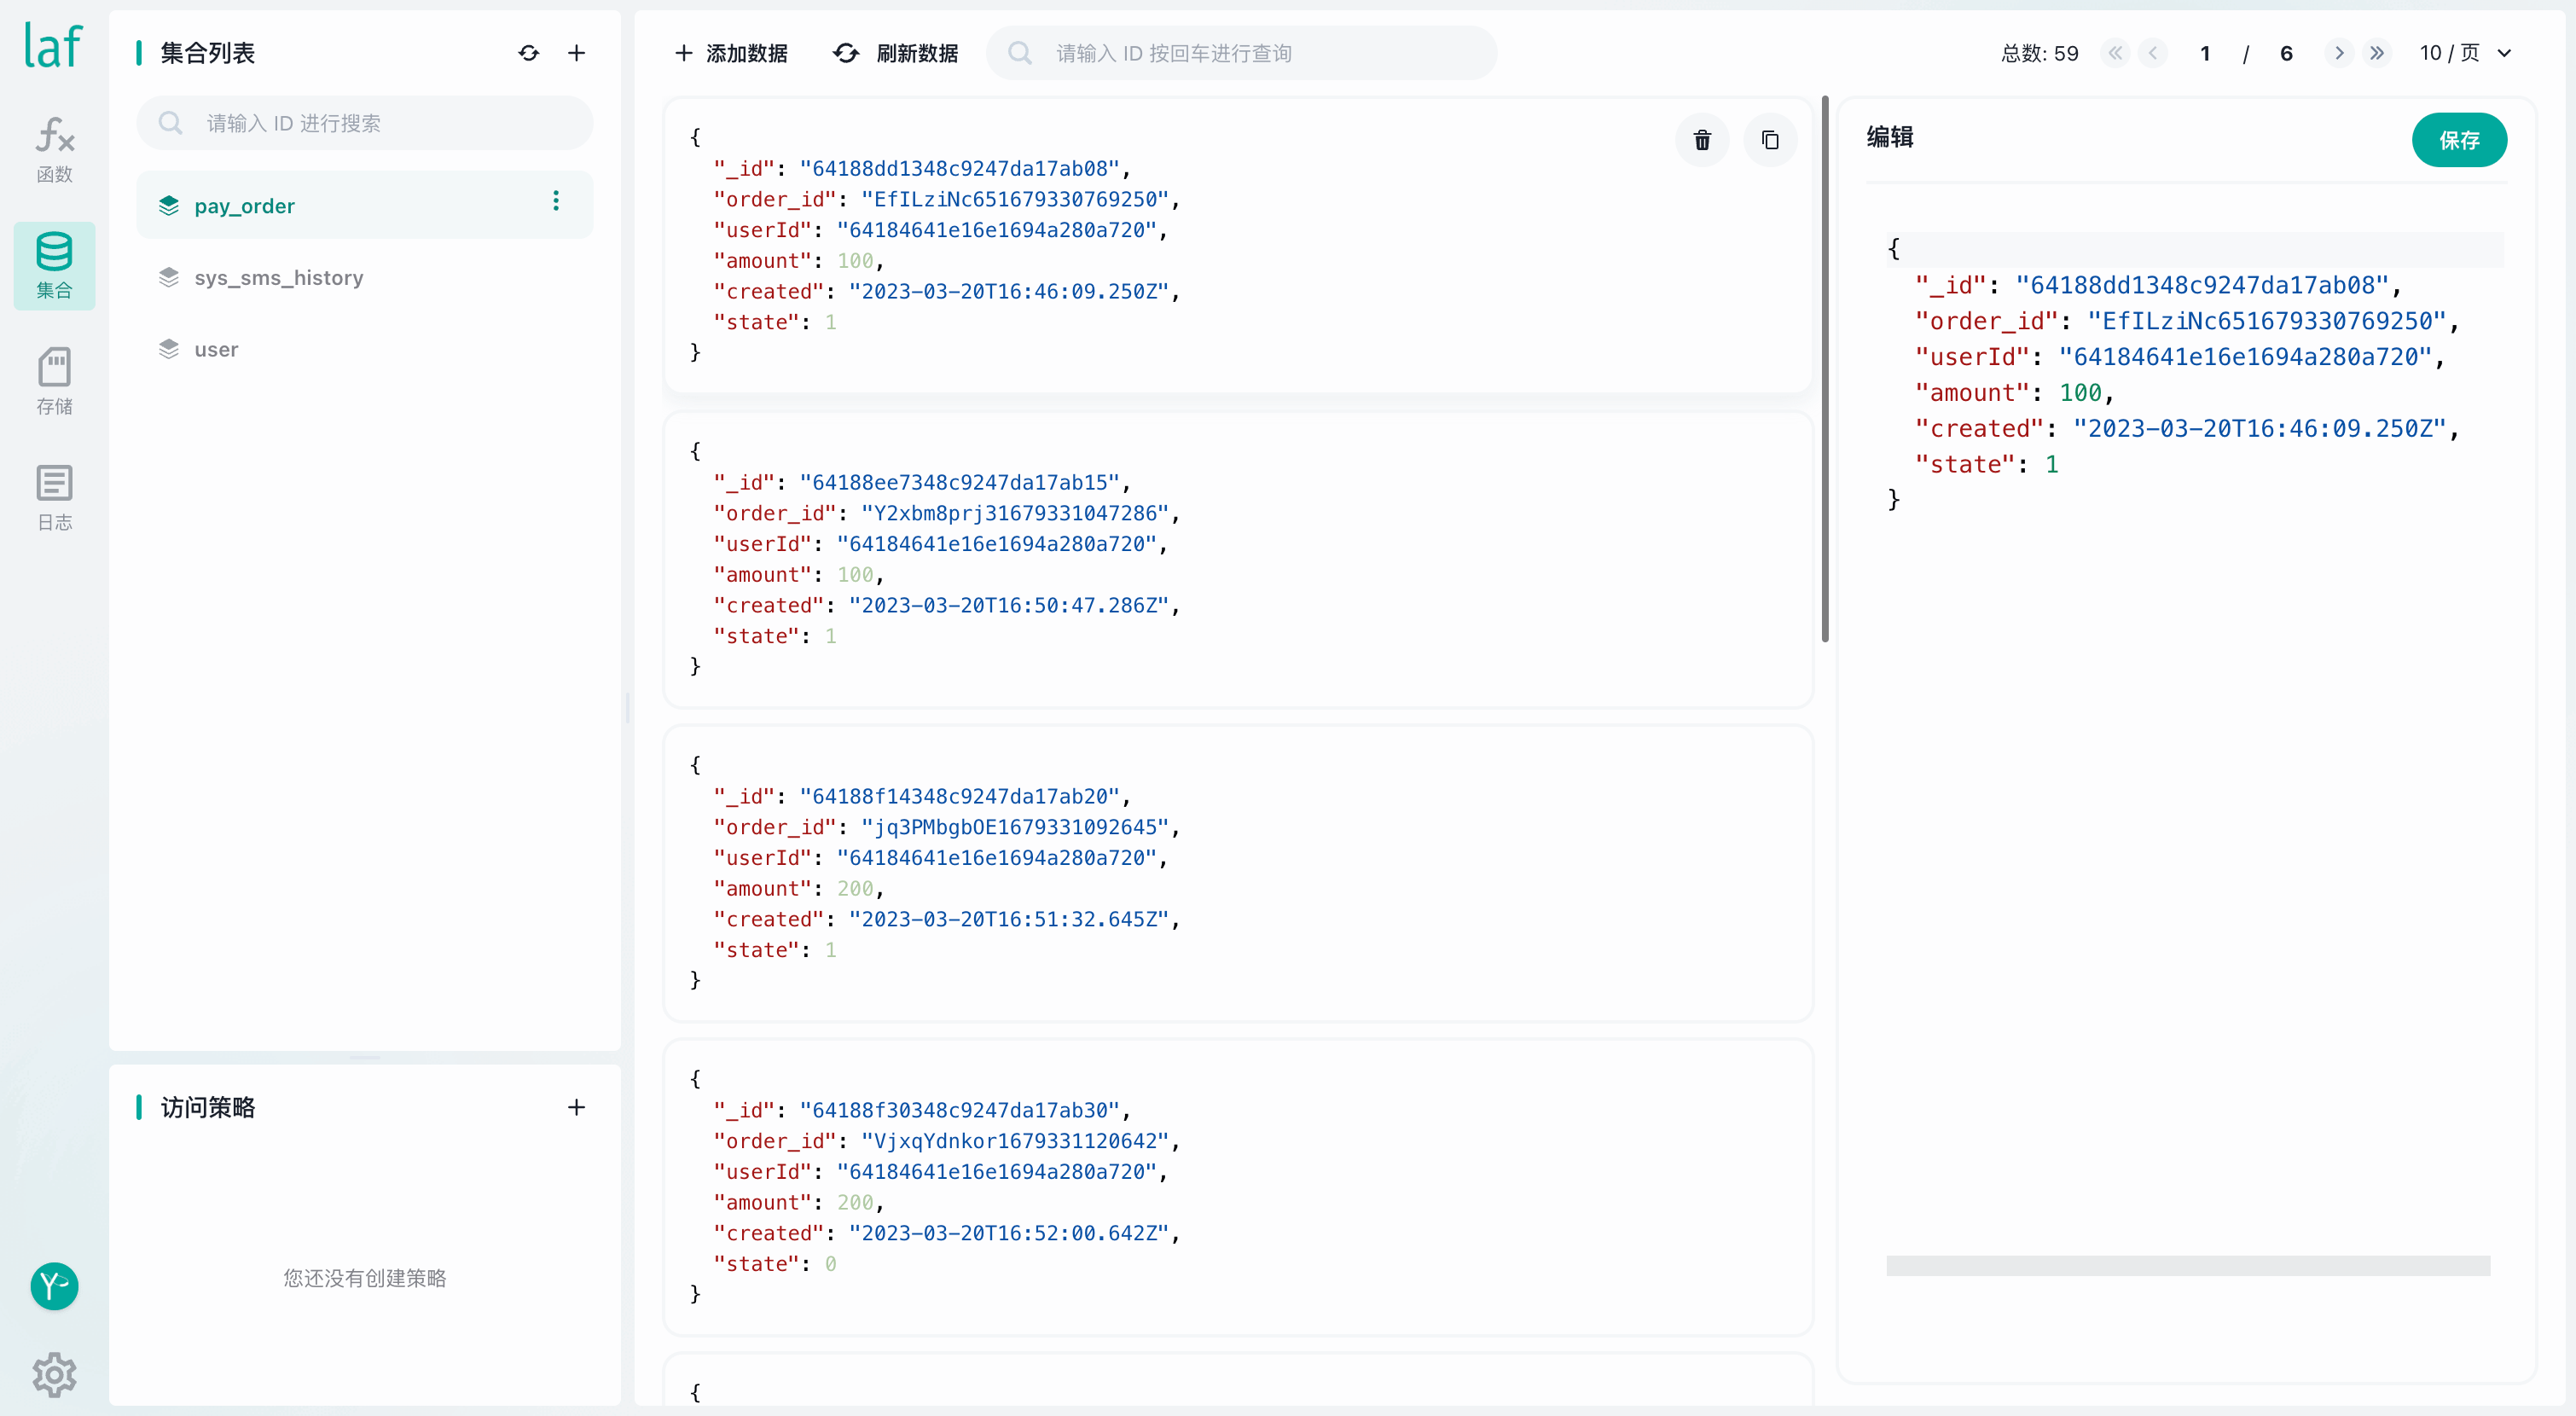 laf
函数
集合
存储
日志
集合列表
请输入 ID 进行搜索
pay_order
sys_sms_history
user
访问策略
您还没有创建策略
添加数据
刷新数据
请输入 ID 按回车进行查询
总数: 59
1 / 6
10 / 页
{
"_id": "64188dd1348c9247da17ab08",
"order_id": "EfILziNc651679330769250",
"userId": "64184641e16e1694a280a720",
"amount": 100,
"created": "2023-03-20T16:46:09.250Z",
"state": 1
}
{
"_id": "64188ee7348c9247da17ab15",
"order_id": "Y2xbm8prj31679331047286",
"userId": "64184641e16e1694a280a720",
"amount": 100,
"created": "2023-03-20T16:50:47.286Z",
"state": 1
}
{
"_id": "64188f14348c9247da17ab20",
"order_id": "jq3PMbgbOE1679331092645",
"userId": "64184641e16e1694a280a720",
"amount": 200,
"created": "2023-03-20T16:51:32.645Z",
"state": 1
}
{
"_id": "64188f30348c9247da17ab30",
"order_id": "VjxqYdnkor1679331120642",
"userId": "64184641e16e1694a280a720",
"amount": 200,
"created": "2023-03-20T16:52:00.642Z",
"state": 0
}
{
编辑
保存
{
"_id": "64188dd1348c9247da17ab08",
"order_id": "EfILziNc651679330769250",
"userId": "64184641e16e1694a280a720",
"amount": 100,
"created": "2023-03-20T16:46:09.250Z",
"state": 1
}